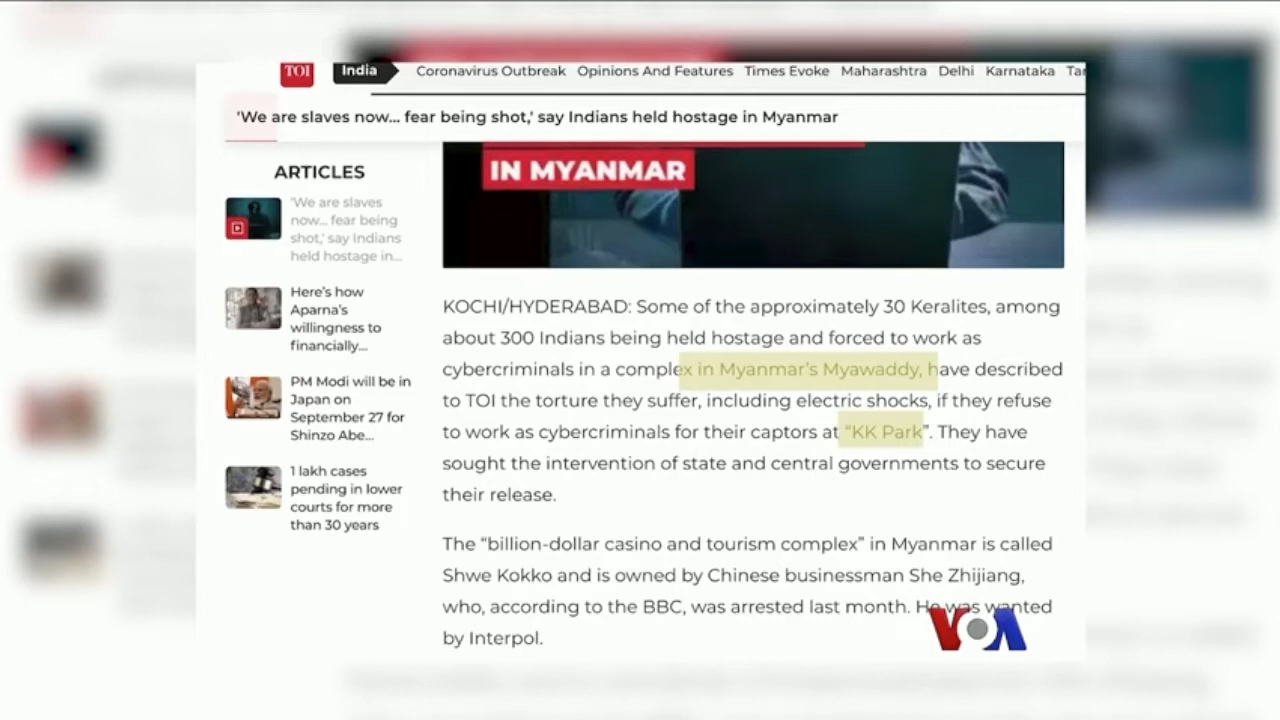 TOI
India
Coronavirus Outbreak Opinions And Features Times Evoke Maharashtra Delhi Karnataka
'We are slaves now... fear being shot,' say Indians held hostage in Myanmar
ARTICLES
'We are slaves
now... fear being
shot,' say Indians
held hostage in...
Here's how
Aparna's
willingness to
financially...
PM Modi will be in
Japan on
September 27 for
Shinzo Abe...
1 lakh cases
pending in lower
courts for more
than 30 years
IN MYANMAR
KOCHI/HYDERABAD: Some of the approximately 30 Keralites, among
about 300 Indians being held hostage and forced to work as
cybercriminals in a complex in Myanmar's Myawaddy, have described
to TOI the torture they suffer, including electric shocks, if they refuse
to work as cybercriminals for their captors at “KK Park”. They have
sought the intervention of state and central governments to secure
their release.
The “billion-dollar casino and tourism complex” in Myanmar is called
Shwe Kokko and is owned by Chinese businessman She Zhijiang,
who, according to the BBC, was arrested last month. He was wanted
by Interpol.
VOA